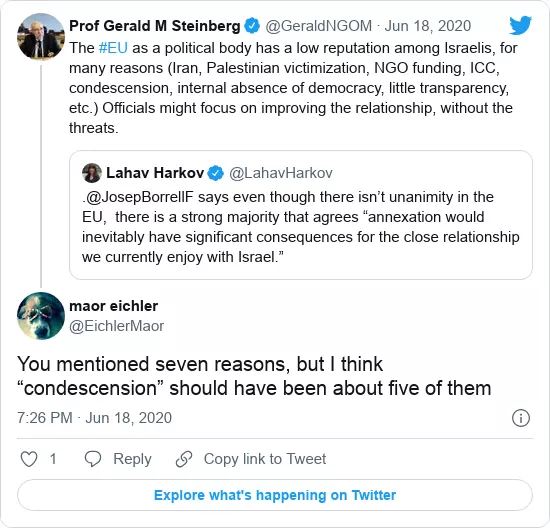 Prof Gerald M Steinberg @GeraldNGOM · Jun 18, 2020
The #EU as a political body has a low reputation among Israelis, for
many reasons (Iran, Palestinian victimization, NGO funding, ICC,
condescension, internal absence of democracy, little transparency,
etc.) Officials might focus on improving the relationship, without the
threats.
Lahav Harkov @LahavHarkov
.@JosepBorrellF says even though there isn’t unanimity in the
EU,  there is a strong majority that agrees “annexation would
inevitably have significant consequences for the close relationship
we currently enjoy with Israel.”
maor eichler
@EichlerMaor
You mentioned seven reasons, but I think
“condescension” should have been about five of them
7:26 PM · Jun 18, 2020
1 Reply Copy link to Tweet
Explore what's happening on Twitter